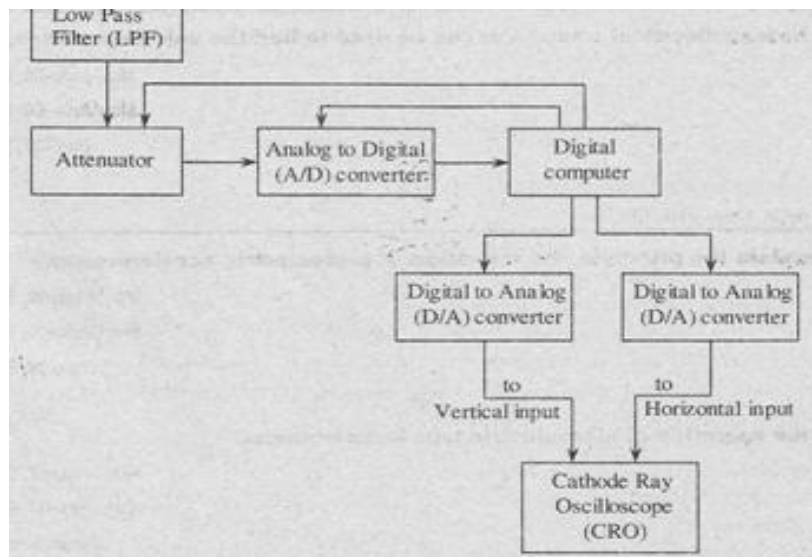 Low Pass
Filter (LPF)
Attenuator
Analog to Digital
(A/D) converter
Digital
computer
Digital to Analog
(D/A) converter
Digital to Analog
(D/A) converter
to
Vertical input
to
Horizontal input
Cathode Ray
Oscilloscope
(CRO)